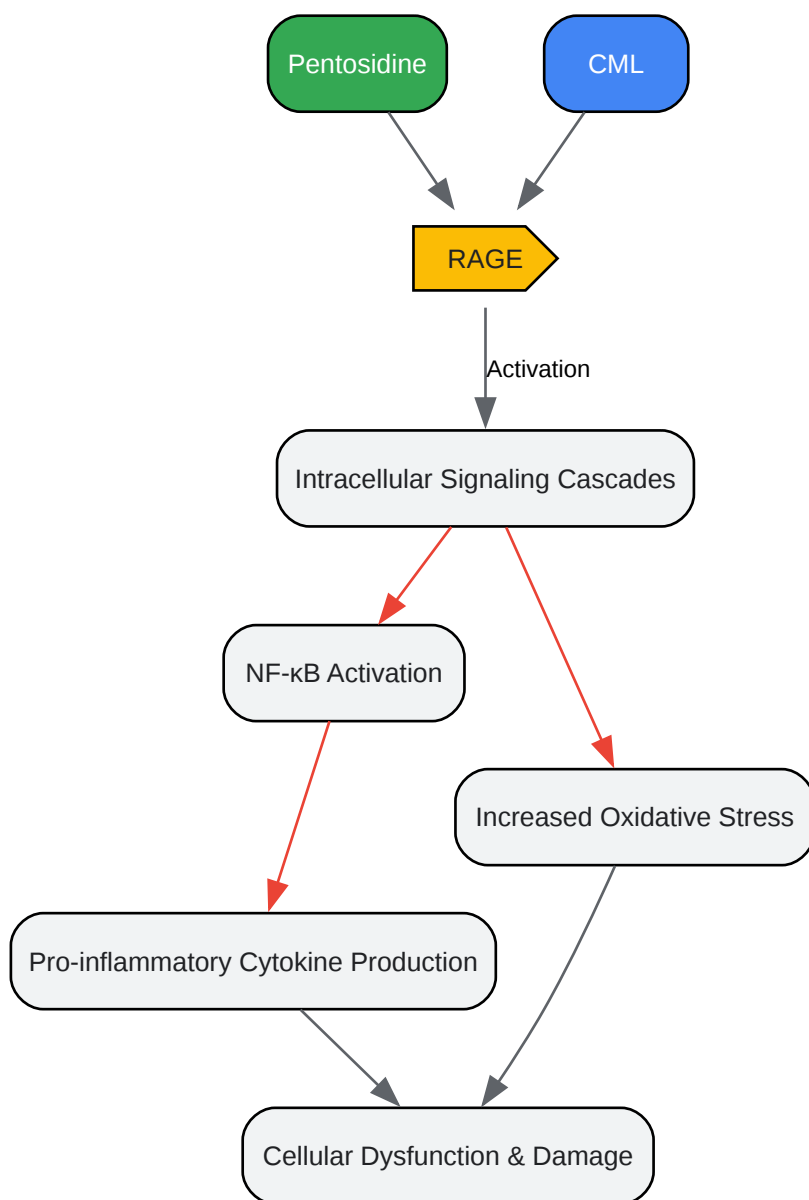 Pentosidine
CML
RAGE
Activation
Intracellular Signaling Cascades
NF-κB Activation
Increased Oxidative Stress
Pro-inflammatory Cytokine Production
Cellular Dysfunction & Damage